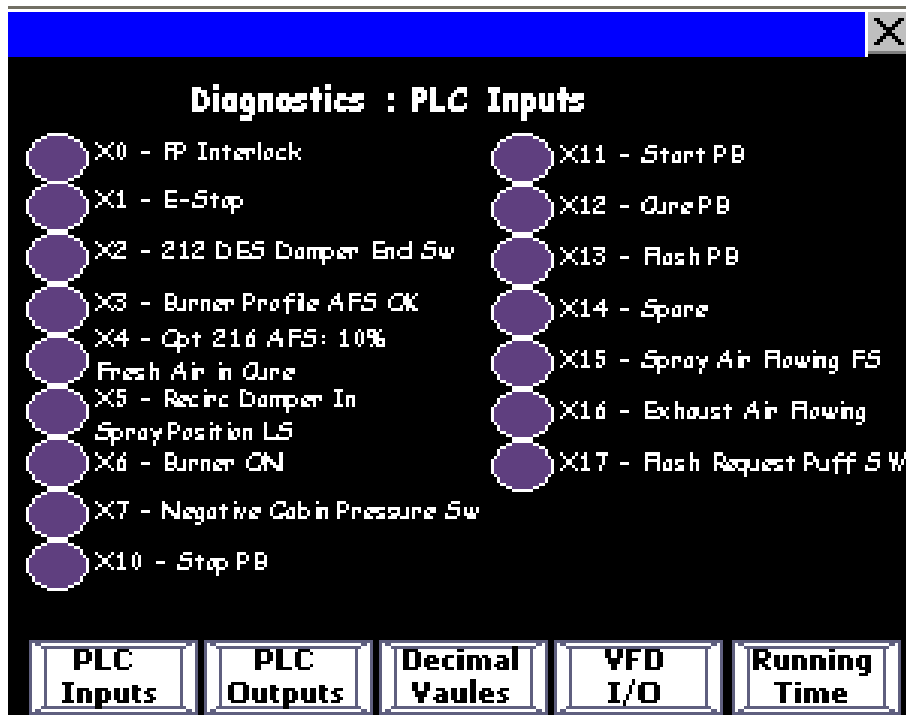 Diagnostics : PLC Inputs
X0 - FP Interlock
X1 - E-Stop
X2 - 212 DES Damper End Sw
X3 - Burner Profile AFS OK
X4 - Opt 216 AFS: 10%
Fresh Air in Cure
X5 - Recirc Damper In
Spray Position LS
X6 - Burner ON
X7 - Negative Cabin Pressure Sw
X10 - Stop PB
X11 - Start PB
X12 - Cure PB
X13 - Flash PB
X14 - Spare
X15 - Spray Air Flowing FS
X16 - Exhaust Air Flowing
X17 - Flash Request Puff SW
PLC
Inputs
PLC
Outputs
Decimal
Vaules
VFD
I/O
Running
Time